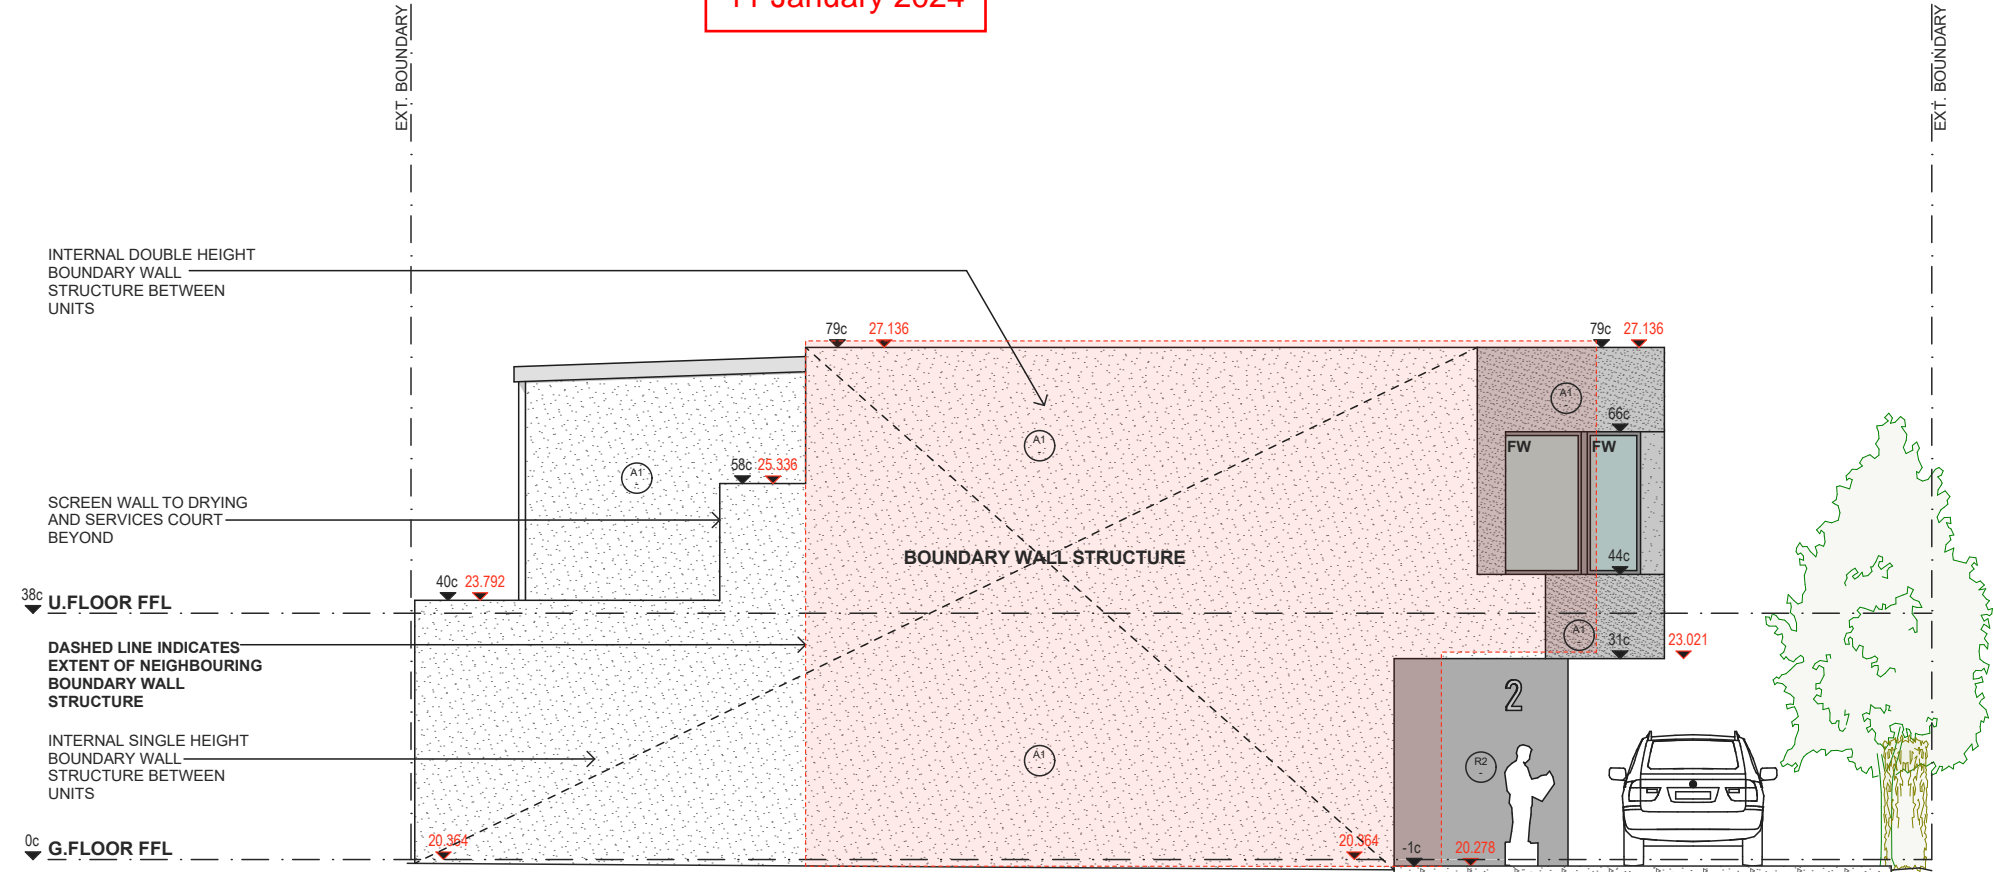 11 January 2024
EXT. BOUNDARY
EXT. BOUNDARY
INTERNAL DOUBLE HEIGHT
BOUNDARY WALL
STRUCTURE BETWEEN
UNITS
79c 27.136
79c 27.136
A1
-
66c
A1
-
FW
FW
A1
-
58c 25.336
SCREEN WALL TO DRYING
AND SERVICES COURT
BEYOND
BOUNDARY WALL STRUCTURE
44c
40c 23.792
38c U.FLOOR FFL
A1
-
31c 23.021
DASHED LINE INDICATES
EXTENT OF NEIGHBOURING
BOUNDARY WALL
STRUCTURE
2
INTERNAL SINGLE HEIGHT
BOUNDARY WALL
STRUCTURE BETWEEN
UNITS
A1
-
R2
-
0c G.FLOOR FFL
20.364
20.364
-1c 20.278